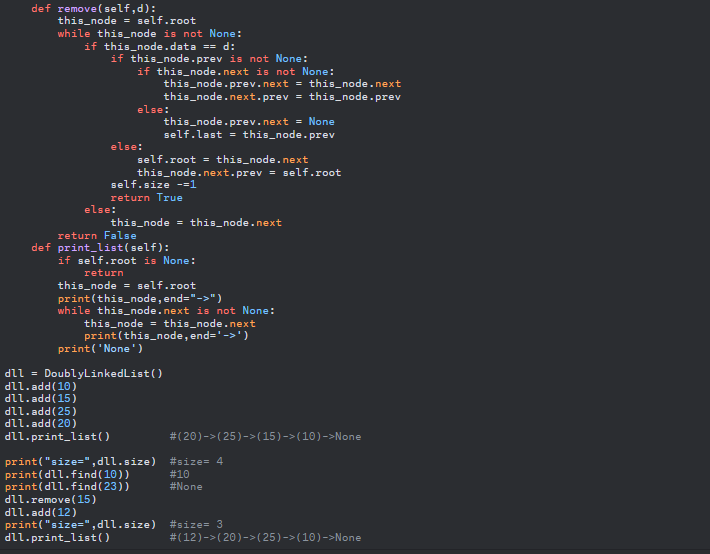 def remove(self,d):
        this_node = self.root
        while this_node is not None:
            if this_node.data == d:
                if this_node.prev is not None:
                    if this_node.next is not None:
                        this_node.prev.next = this_node.next
                        this_node.next.prev = this_node.prev
                    else:
                        this_node.prev.next = None
                        self.last = this_node.prev
                else:
                    self.root = this_node.next
                    this_node.next.prev = self.root
                self.size -=1
                return True
            else:
                this_node = this_node.next
        return False
    def print_list(self):
        if self.root is None:
            return
        this_node = self.root
        print(this_node,end="->")
        while this_node.next is not None:
            this_node = this_node.next
            print(this_node,end='->')
        print('None')
dll = DoublyLinkedList()
dll.add(10)
dll.add(15)
dll.add(25)
dll.add(20)
dll.print_list()         #(20)->(25)->(15)->(10)->None
print("size=",dll.size)  #size= 4
print(dll.find(10))      #10
print(dll.find(23))      #None
dll.remove(15)
dll.add(12)
print("size=",dll.size)  #size= 3
dll.print_list()         #(12)->(20)->(25)->(10)->None